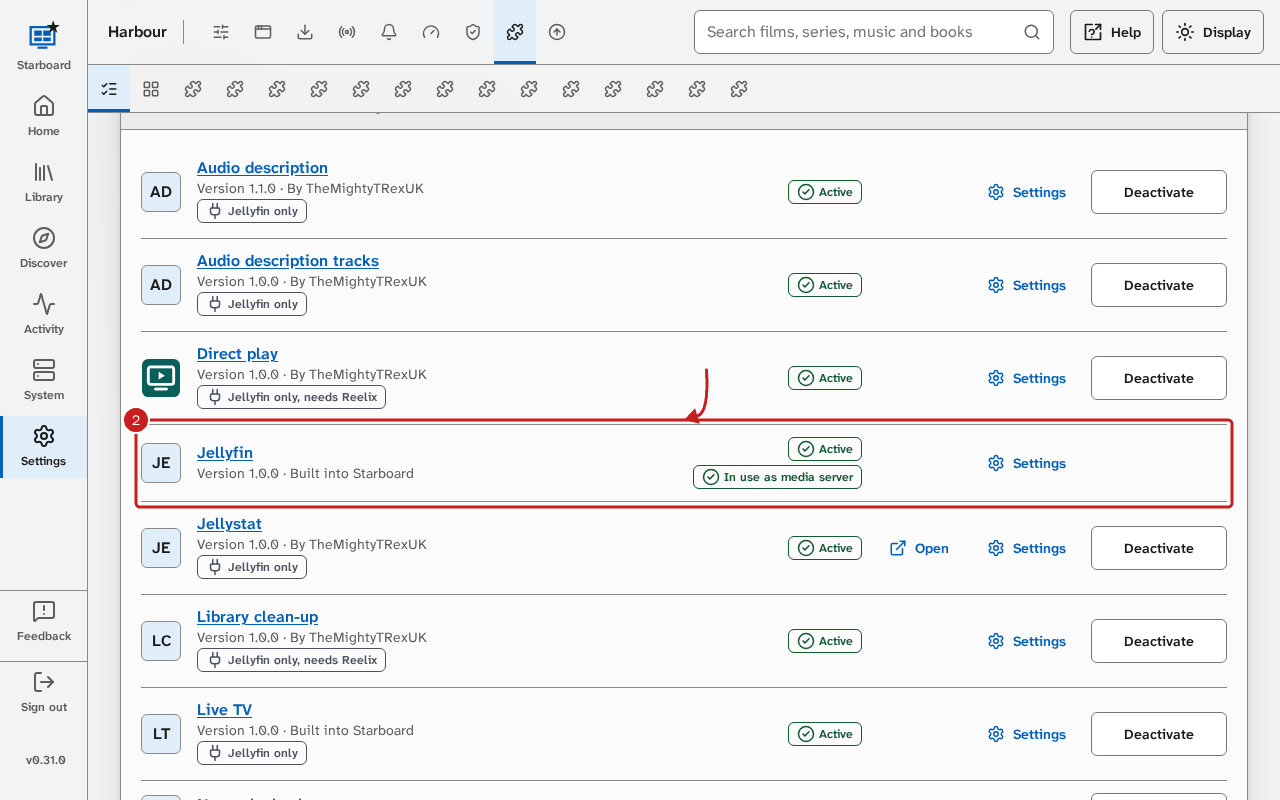 Starboard
Home
Library
Discover
Activity
System
Settings
Feedback
Sign out
v0.31.0
Harbour
Search films, series, music and books
Help
Display
AD
Audio description
Version 1.1.0 · By TheMightyTRexUK
Jellyfin only
Active
Settings
Deactivate
AD
Audio description tracks
Version 1.0.0 · By TheMightyTRexUK
Jellyfin only
Active
Settings
Deactivate
Direct play
Version 1.0.0 · By TheMightyTRexUK
Jellyfin only, needs Reelix
Active
Settings
Deactivate
2
JE
Jellyfin
Version 1.0.0 · Built into Starboard
Active
In use as media server
Settings
JE
Jellystat
Version 1.0.0 · By TheMightyTRexUK
Jellyfin only
Active
Open
Settings
Deactivate
LC
Library clean-up
Version 1.0.0 · By TheMightyTRexUK
Jellyfin only, needs Reelix
Active
Settings
Deactivate
LT
Live TV
Version 1.0.0 · Built into Starboard
Jellyfin only
Active
Settings
Deactivate